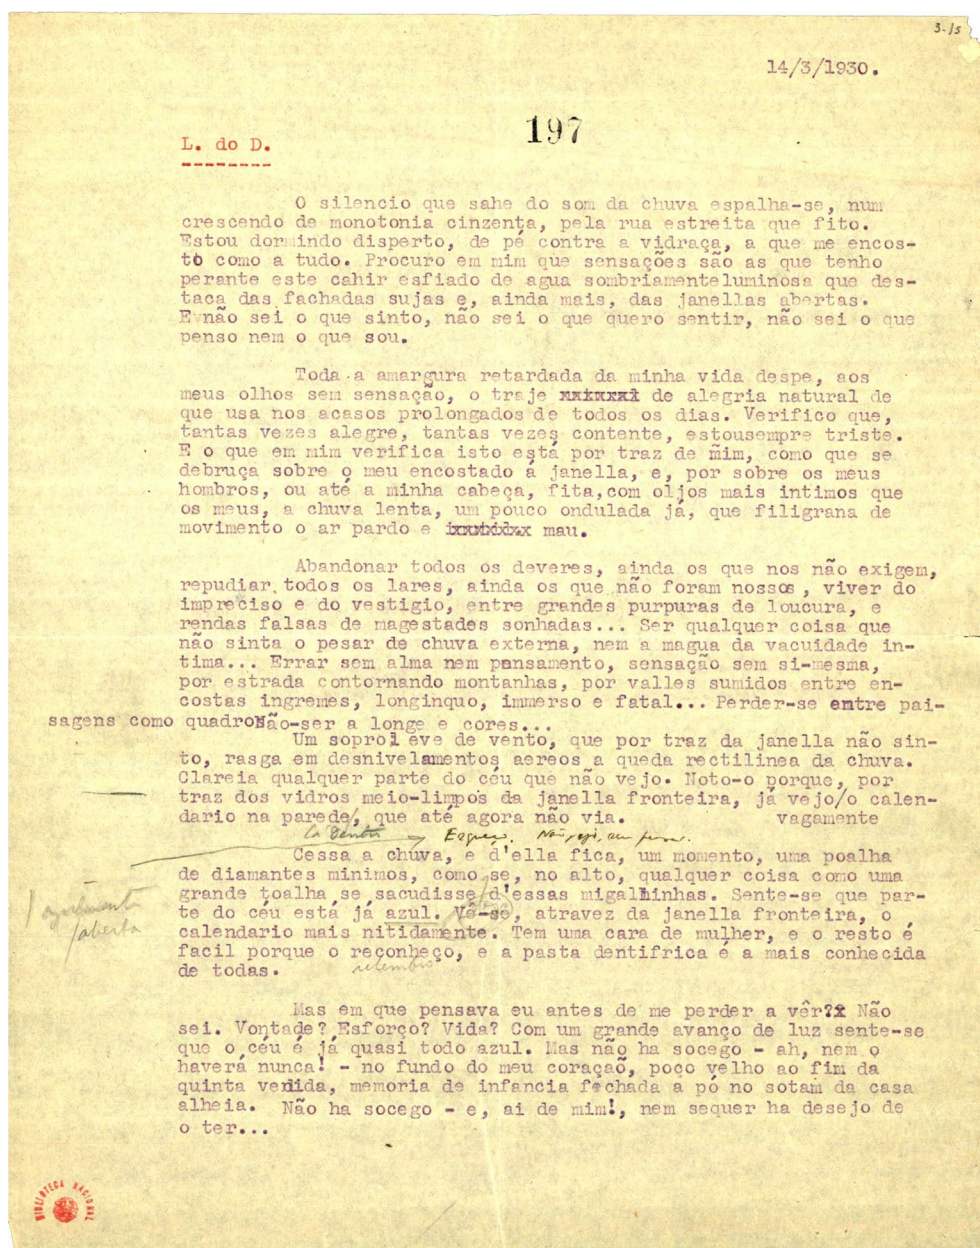 3-15
14/3/1930.
197
L. do D.
O silencio que sahe do som da chuva espalha-se, num
crescendo de monotonia cinzenta, pela rua estreita que fito.
Estou dormindo disperto, de pé contra a vidraça, a que me encos-
to como a tudo. Procuro em mim que sensações são as que tenho
perante este cahir esfiado de agua sombriamenteluminosa que des-
taca das fachadas sujas e, ainda mais, das janellas abertas.
E não sei o que sinto, não sei o que quero sentir, não sei o que
penso nem o que sou.
Toda a amargura retardada da minha vida despe, aos
meus olhos sem sensação, o traje de alegria natural de
que usa nos acasos prolongados de todos os dias. Verifico que,
tantas vezes alegre, tantas vezes contente, estousempre triste.
E o que em mim verifica isto está por traz de mim, como que se
debruça sobre o meu encostado á janella, e, por sobre os meus
hombros, ou até a minha cabeça, fita,com oljos mais intimos que
os meus, a chuva lenta, um pouco ondulada já, que filigrana de
movimento o ar pardo e mau.
Abandonar todos os deveres, ainda os que nos não exigem,
repudiar todos os lares, ainda os que não foram nossos, viver do
impreciso e do vestigio, entre grandes purpuras de loucura, e
rendas falsas de magestades sonhadas... Ser qualquer coisa que
não sinta o pesar de chuva externa, nem a magua da vacuidade in-
tima... Errar sem alma nem pensamento, sensação sem si-mesma,
por estrada contornando montanhas, por valles sumidos entre en-
costas ingremes, longinquo, immerso e fatal... Perder-se entre pai-
sagens como quadros Não-ser a longe e cores...
Um sopro leve de vento, que por traz da janella não sin-
to, rasga em desnivelamentos aereos a queda rectilinea da chuva.
Clareia qualquer parte do céu que não vejo. Noto-o porque, por
traz dos vidros meio-limpos da janella fronteira, já vejo/o calen-
dario na parede/, que até agora não via. vagamente
lá dentro Esqueço. Não vejo, sem pensar.
Cessa a chuva, e d'ella fica, um momento, uma poalha
de diamantes minimos, como se, no alto, qualquer coisa como uma
grande toalha se sacudisse d'essas migalhinhas. Sente-se que par-
te do céu está já azul. Vê-se, atravez da janella fronteira, o
aberta
calendario mais nitidamente. Tem uma cara de mulher, e o resto é
facil porque o reconheço, e a pasta dentifrica é a mais conhecida
relembro
de todas.
Mas em que pensava eu antes de me perder a vêr? Não
sei. Vontade? Esforço? Vida? Com um grande avanço de luz sente-se
que o céu é já quasi todo azul. Mas não ha socego - ah, nem o
haverá nunca! - no fundo do meu coração, poço velho ao fim da
quinta vendida, memoria de infancia fechada a pó no sotam da casa
alheia. Não ha socego - e, ai de mim!, nem sequer ha desejo de
o ter...
BIBLIOTECA NACIONAL